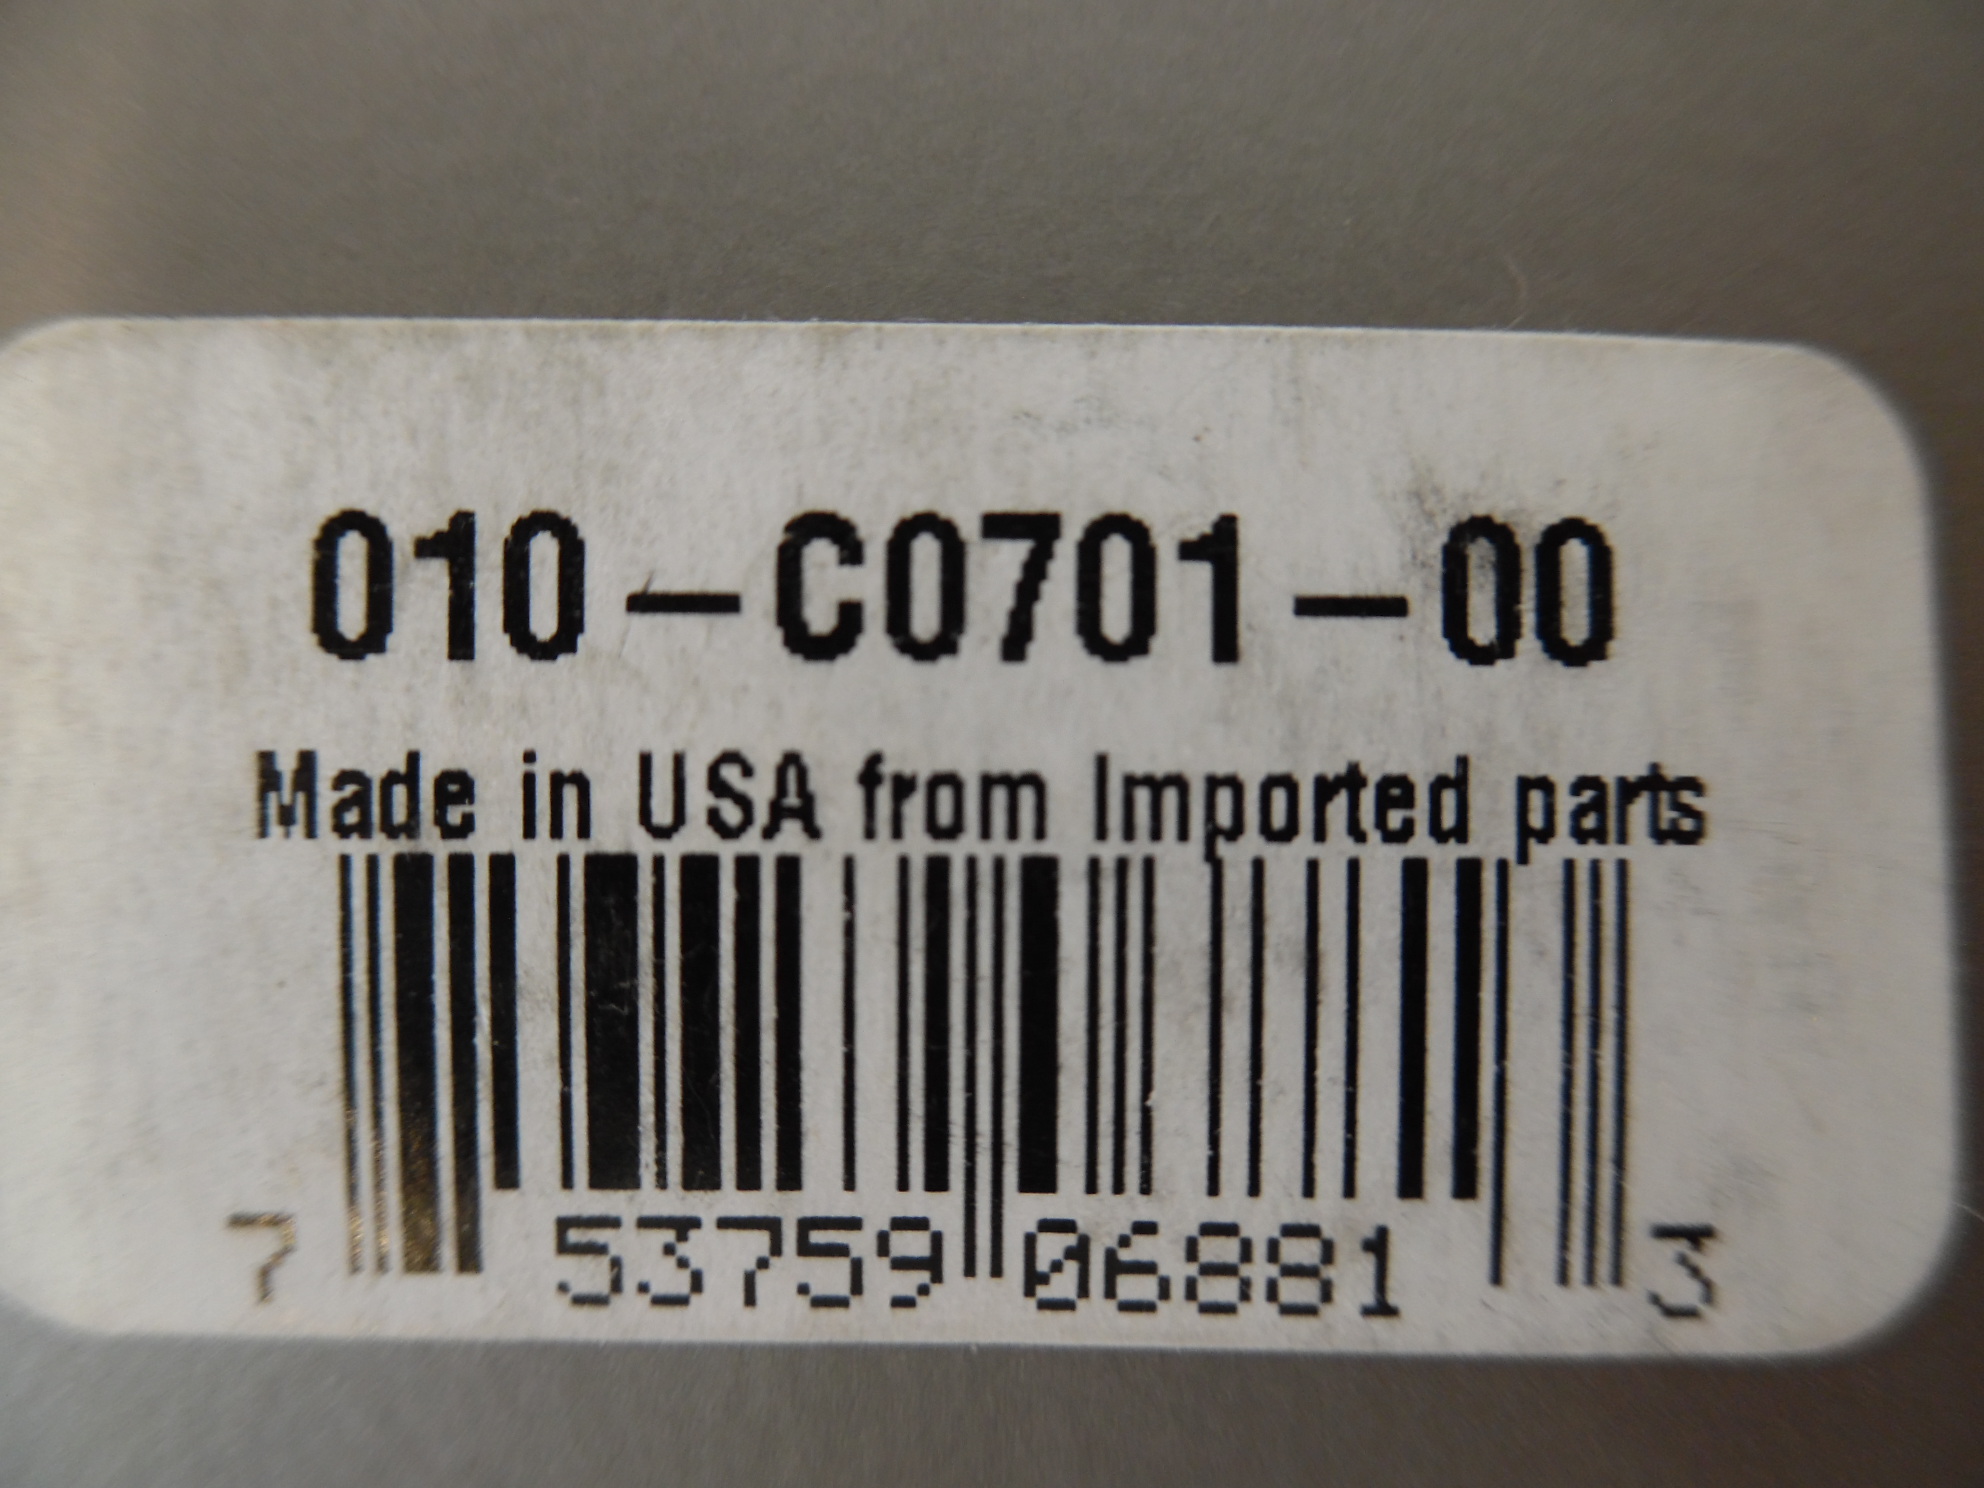 010-C0701-00
Made in USA from Imported parts
7 53759 06881 3